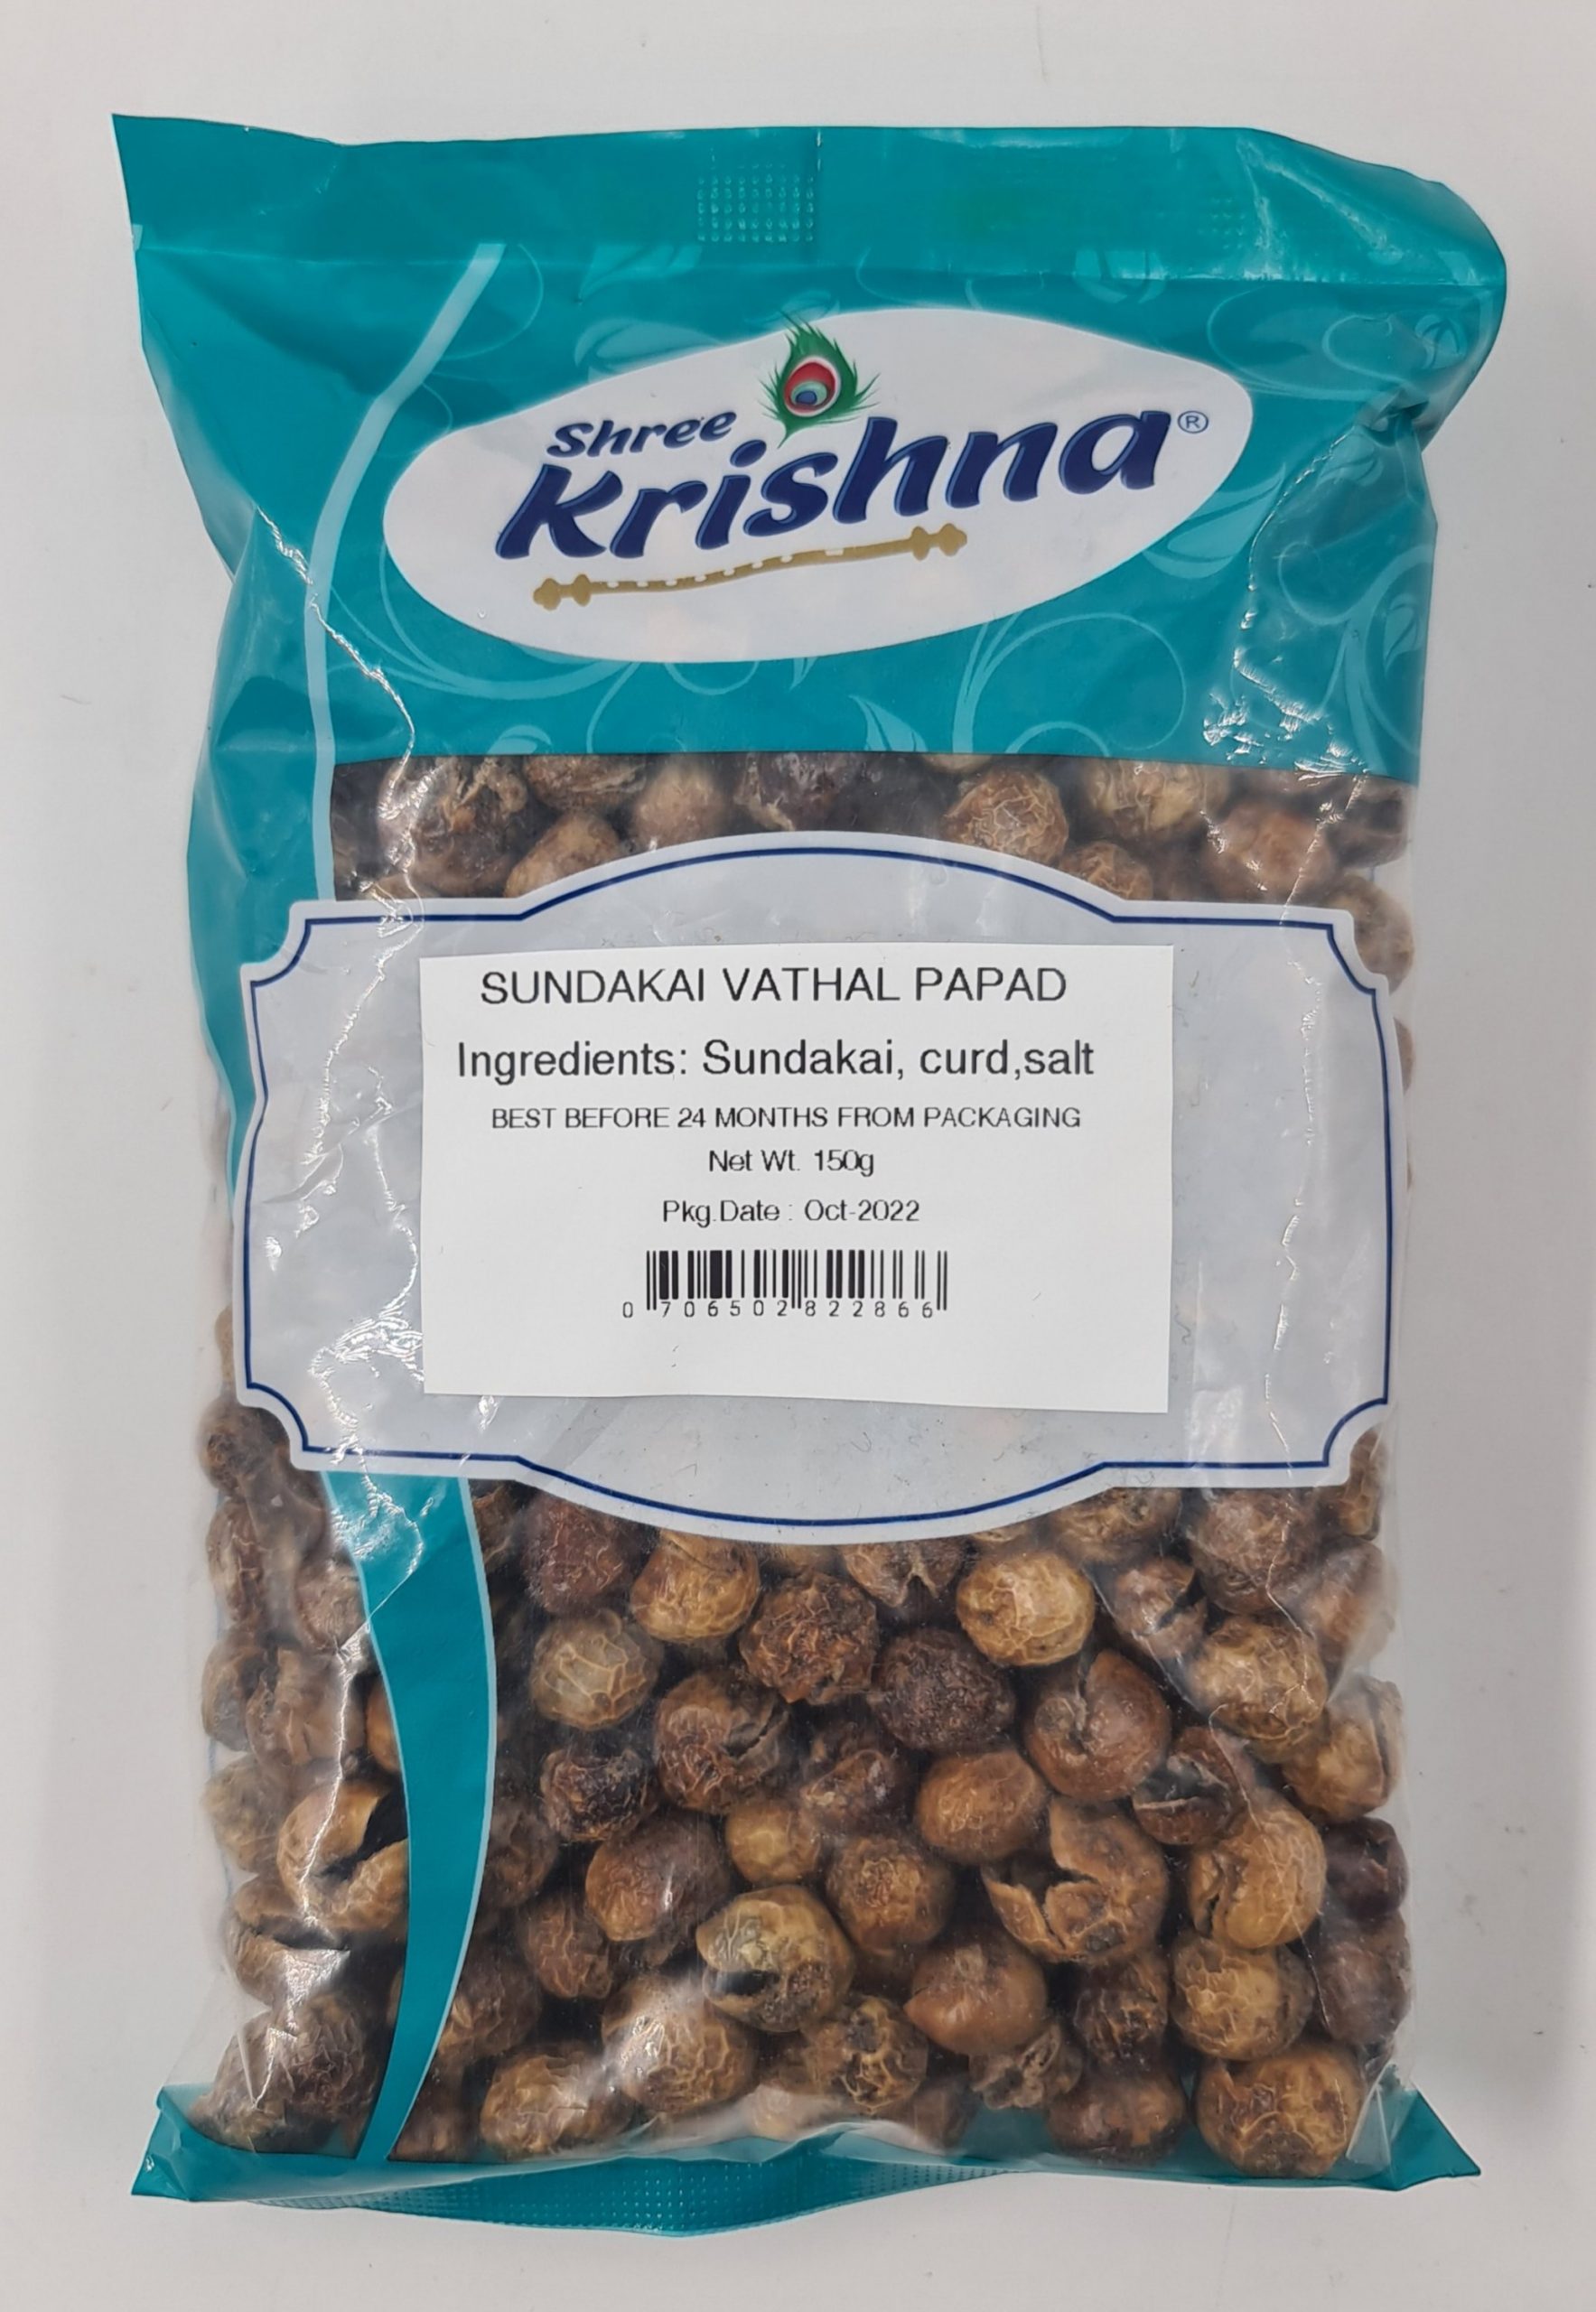 Shree
Krishna®
SUNDAKAI VATHAL PAPAD
Ingredients: Sundakai, curd,salt
BEST BEFORE 24 MONTHS FROM PACKAGING
Net Wt. 150g
Pkg.Date : Oct-2022
0 706502 822866